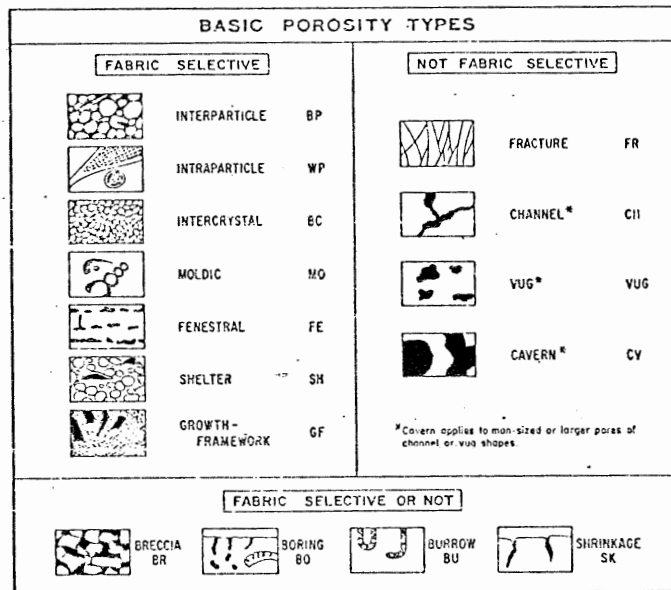 BASIC POROSITY TYPES
FABRIC SELECTIVE
INTERPARTICLE BP
INTRAPARTICLE WP
INTERCRYSTAL BC
MOLDIC MO
FENESTRAL FE
SHELTER SH
GROWTH-
FRAMEWORK GF
NOT FABRIC SELECTIVE
FRACTURE FR
CHANNEL* CH
VUG* VUG
CAVERN* CV
*Cavern applies to man-sized or larger pores of
channel or vug shapes.
FABRIC SELECTIVE OR NOT
BRECCIA
BR
BORING
BO
BURROW
BU
SHRINKAGE
SK